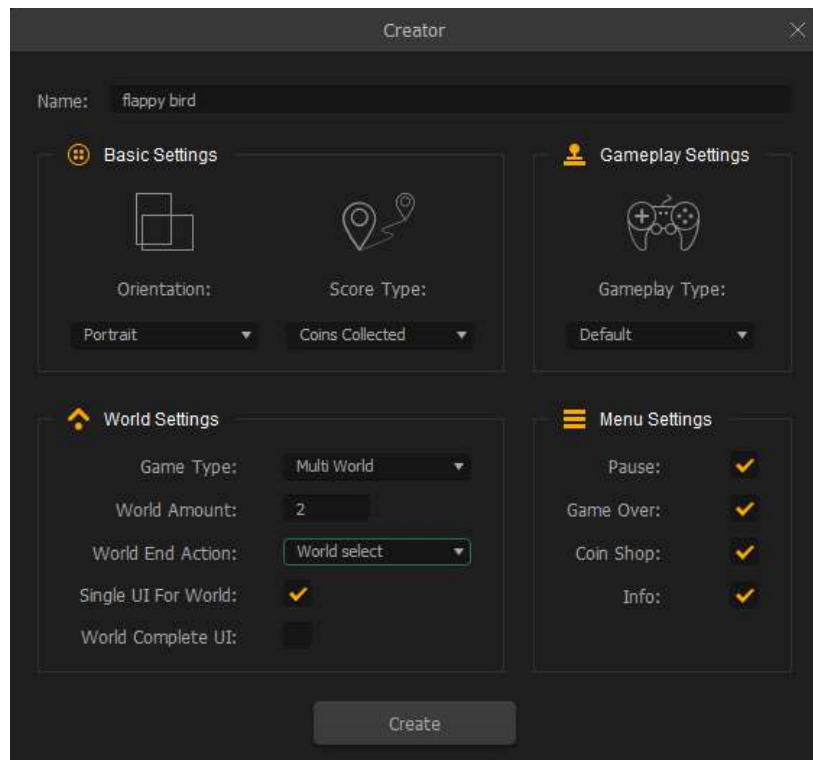 Creator
Name: flappy bird
Basic Settings
Orientation: Score Type:
Portrait Coins Collected
Gameplay Settings
Gameplay Type:
Default
World Settings
Game Type: Multi World
World Amount: 2
World End Action: World select
Single UI For World:
World Complete UI:
Menu Settings
Pause:
Game Over:
Coin Shop:
Info:
Create